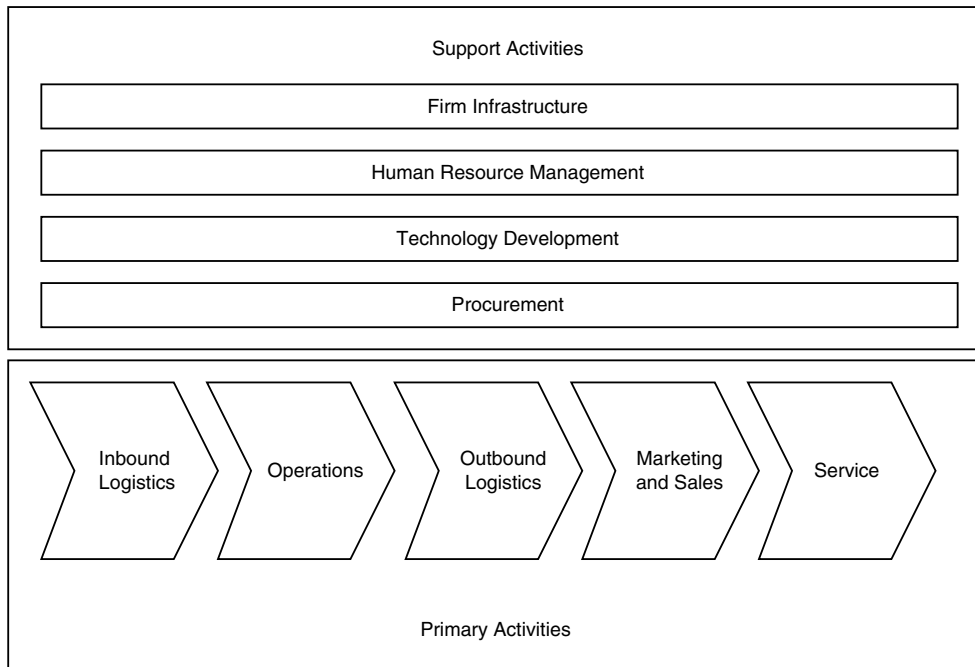 Support Activities
Firm Infrastructure
Human Resource Management
Technology Development
Procurement
Inbound
Logistics
Operations
Outbound
Logistics
Marketing
and Sales
Service
Primary Activities